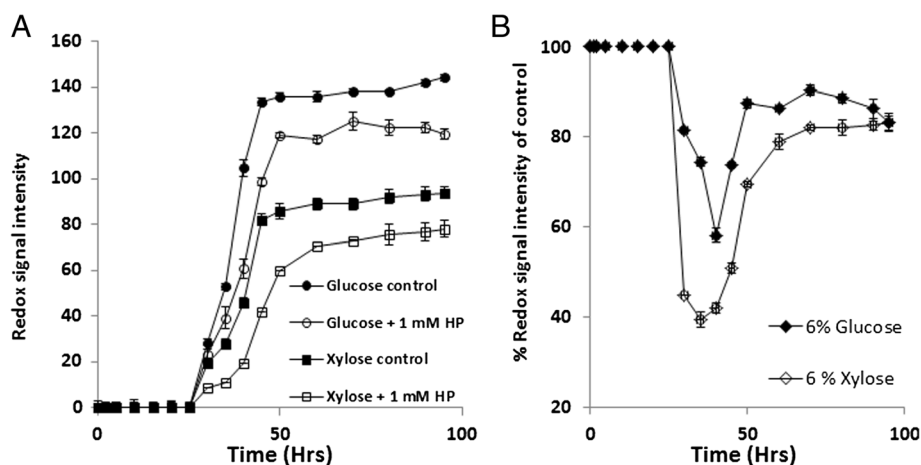 A
Redox signal intensity
160
140
120
100
80
60
40
20
0
0
50
100
Time (Hrs)
Glucose control
Glucose + 1 mM HP
Xylose control
Xylose + 1 mM HP
B
% Redox signal intensity of control
100
80
60
40
20
0
50
100
Time (Hrs)
6% Glucose
6 % Xylose